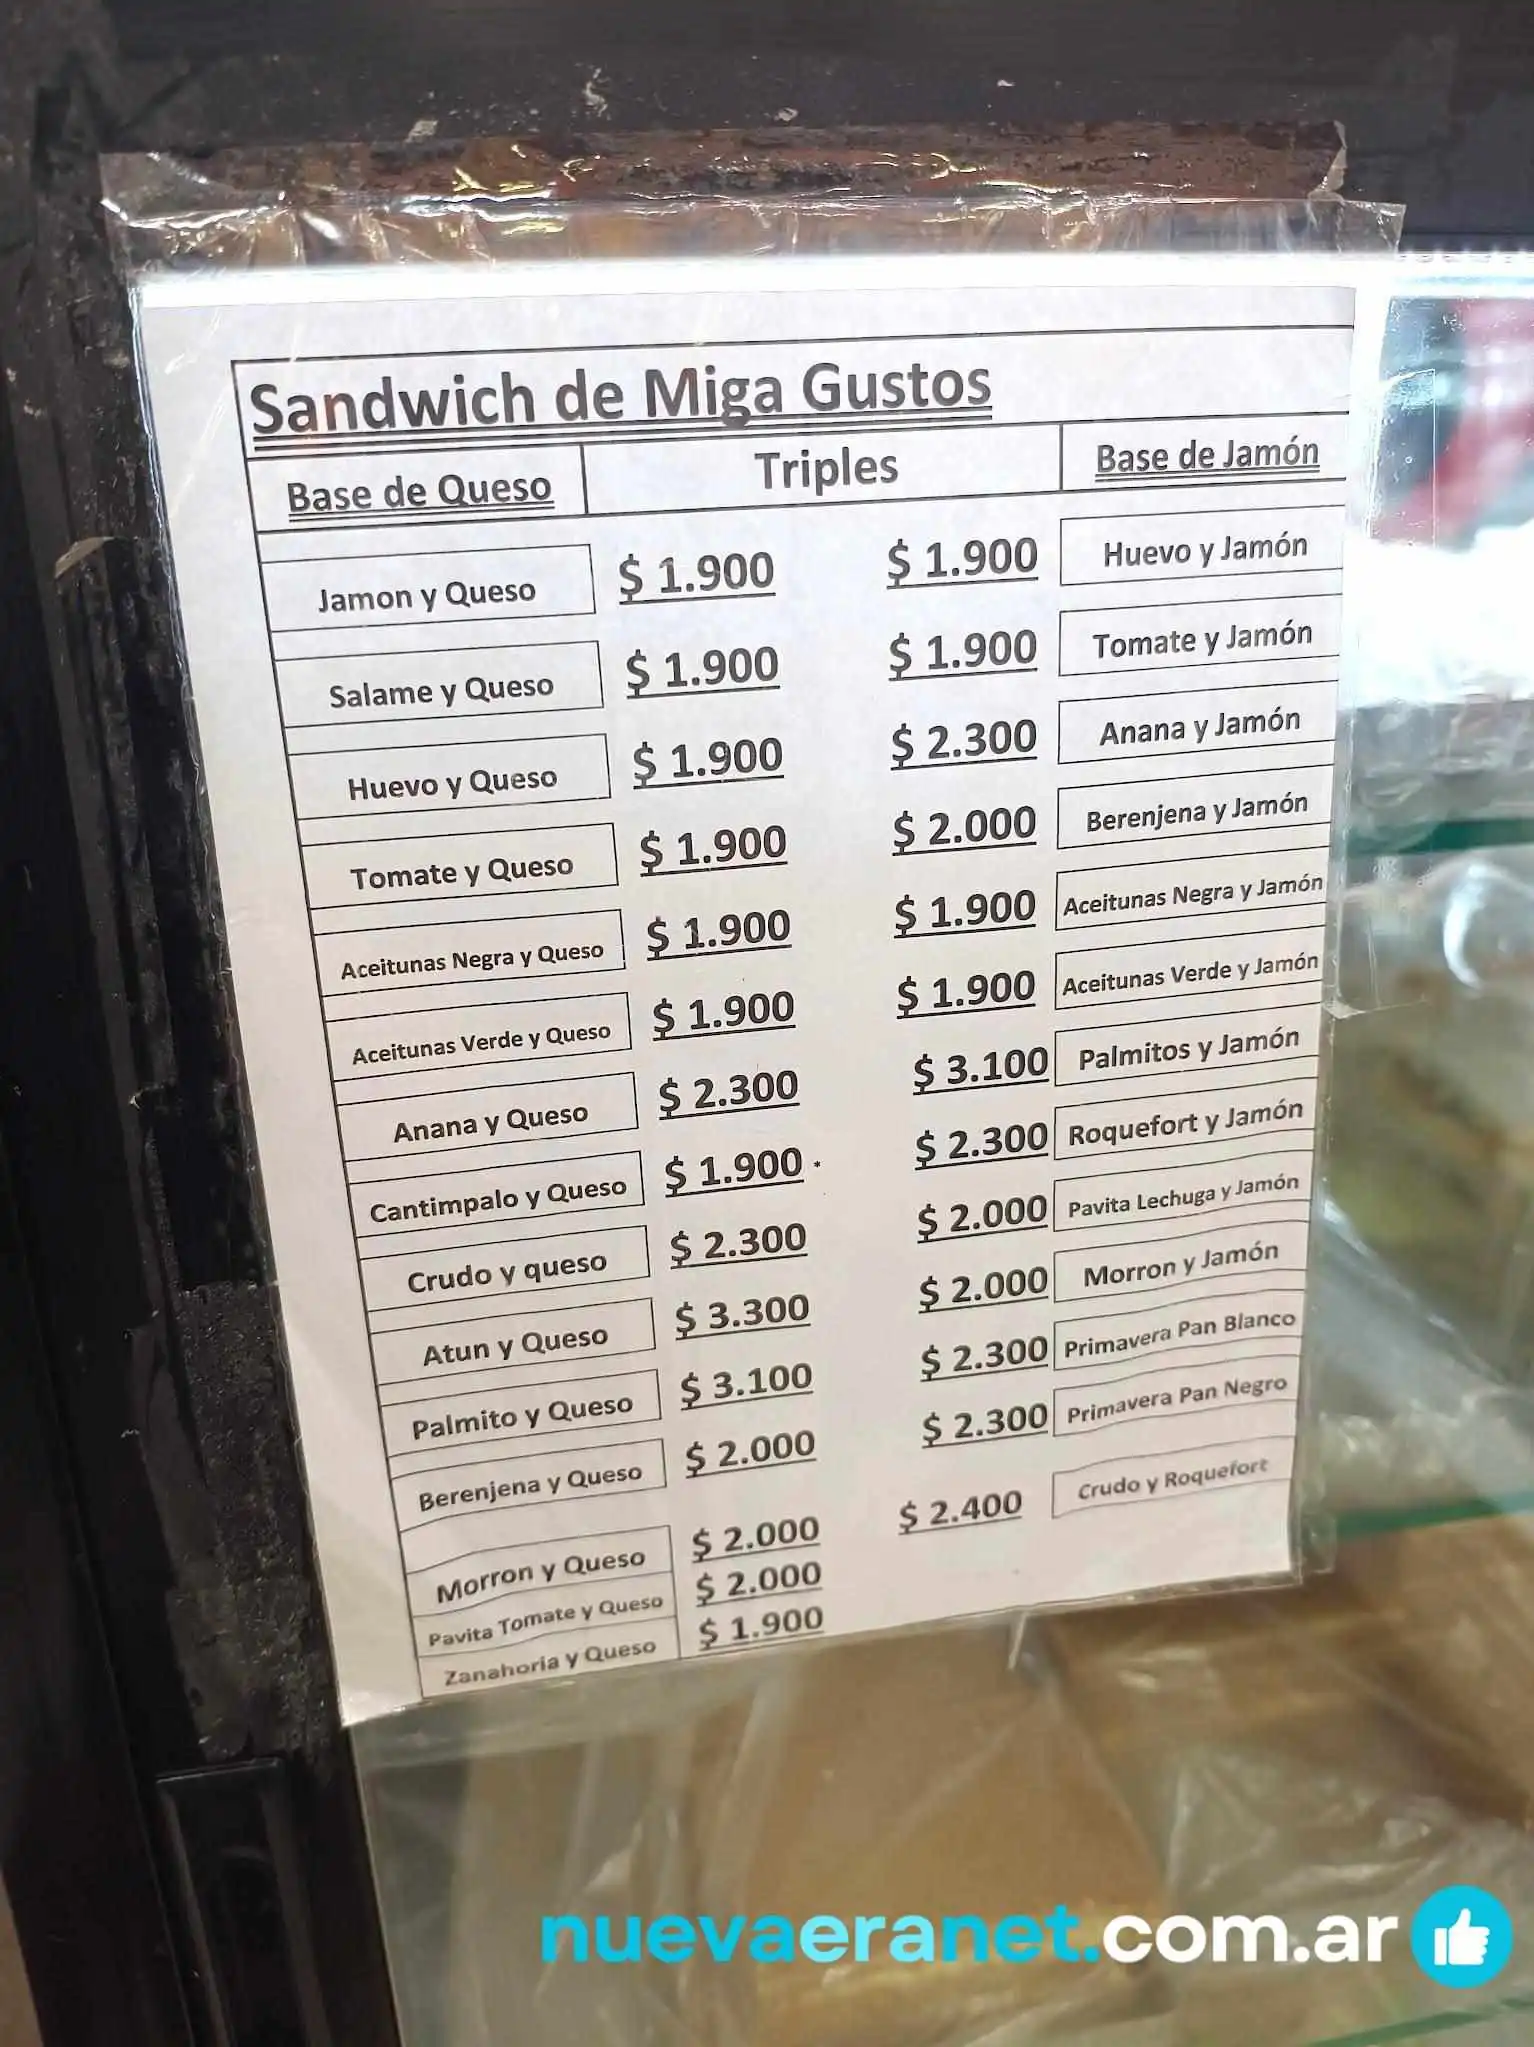 Sandwich de Miga Gustos
Base de Queso Triples Base de Jamón
Jamon y Queso $ 1.900 $ 1.900 Huevo y Jamón
Salame y Queso $ 1.900 $ 1.900 Tomate y Jamón
Huevo y Queso $ 1.900 $ 2.300 Anana y Jamón
Tomate y Queso $ 1.900 $ 2.000 Berenjena y Jamón
Aceitunas Negra y Queso $ 1.900 $ 1.900 Aceitunas Negra y Jamón
Aceitunas Verde y Queso $ 1.900 $ 1.900 Aceitunas Verde y Jamón
Anana y Queso $ 2.300 $ 3.100 Palmitos y Jamón
Cantimpalo y Queso $ 1.900 $ 2.300 Roquefort y Jamón
Crudo y queso $ 2.300 $ 2.000 Pavita Lechuga y Jamón
Atun y Queso $ 3.300 $ 2.000 Morron y Jamón
Palmito y Queso $ 3.100 $ 2.300 Primavera Pan Blanco
Berenjena y Queso $ 2.000 $ 2.300 Primavera Pan Negro
Morron y Queso $ 2.000 $ 2.400 Crudo y Roquefort
Pavita Tomate y Queso $ 2.000
Zanahoria y Queso $ 1.900
nuevaeranet.com.ar